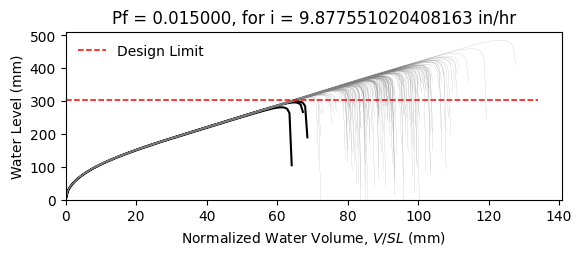 Pf = 0.015000, for i = 9.877551020408163 in/hr
Design Limit
Water Level (mm)
500
400
300
200
100
0
0 20 40 60 80 100 120 140
Normalized Water Volume, V/SL (mm)